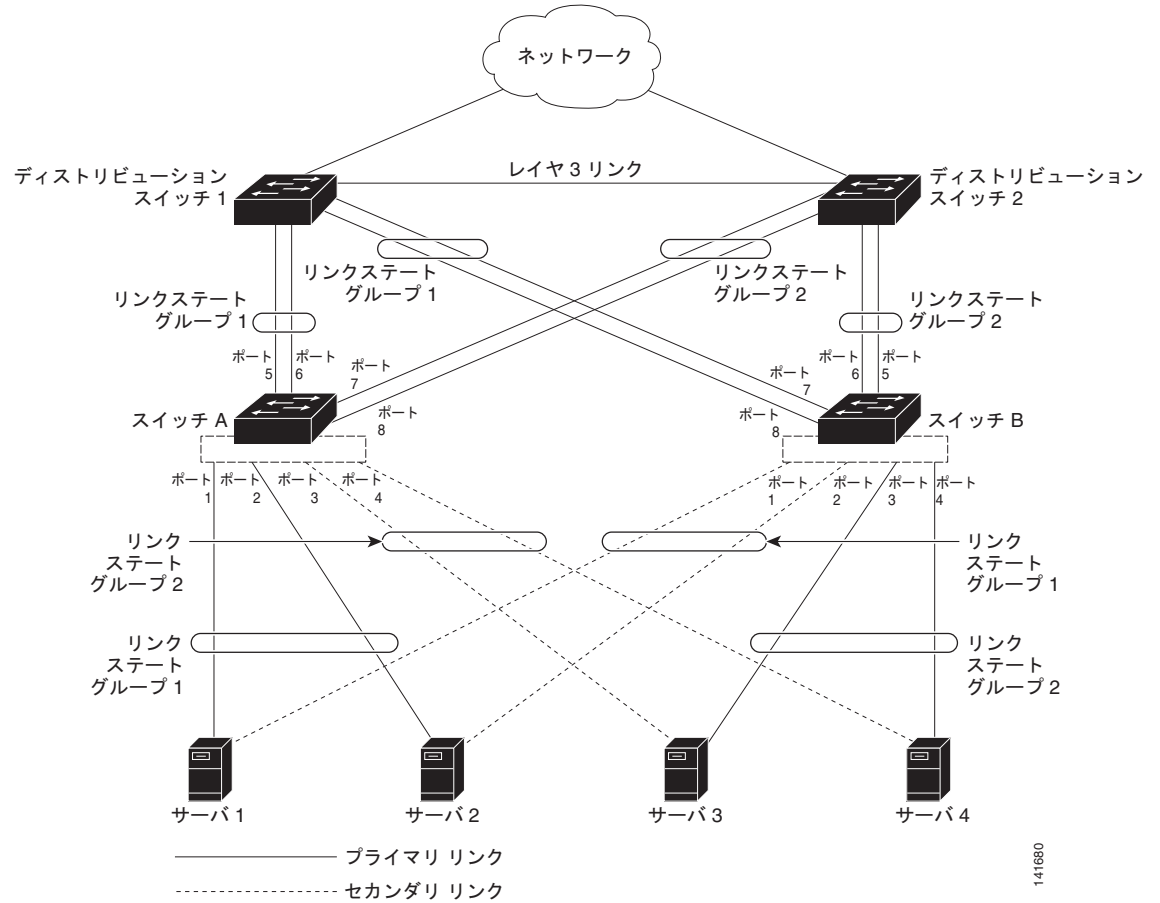 ネットワーク
レイヤ 3 リンク
ディストリビューション
スイッチ 1
ディストリビューション
スイッチ 2
リンクステート
グループ 1
リンクステート
グループ 2
リンクステート
グループ 1
リンクステート
グループ 2
ポート
5
ポート
6
ポート
7
ポート
8
ポート
7
ポート
6
ポート
5
ポート
8
スイッチ A
スイッチ B
ポート
1
ポート
2
ポート
3
ポート
4
ポート
1
ポート
2
ポート
3
ポート
4
リンク
ステート
グループ 2
リンク
ステート
グループ 1
リンク
ステート
グループ 1
リンク
ステート
グループ 2
サーバ 1
サーバ 2
サーバ 3
サーバ 4
プライマリ リンク
セカンダリ リンク
141680